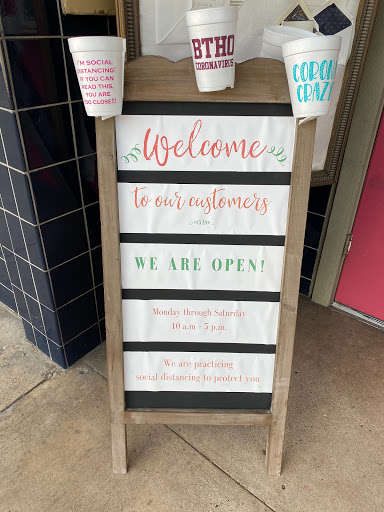 I'M SOCIAL
DISTANCING!
IF YOU CAN
READ THIS,
YOU ARE
TOO CLOSE!!!
BTHO
CORONAVIRUS
CORON
CRAZY
Welcome
to our customers
WE ARE OPEN!
Monday through Saturday
10 a.m - 5 p.m.
We are practicing
social distancing to protect you